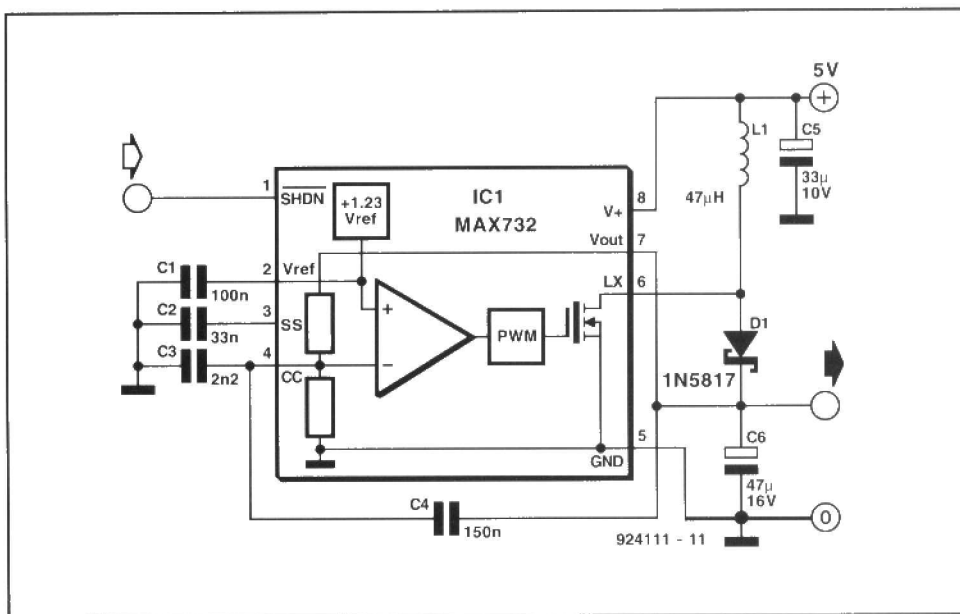 5V
+
L1
C5
33µ
10V
47µH
1
SHDN
+1.23
Vref
IC1
MAX732
8
V+
Vout
7
C1
100n
2
Vref
LX
6
C2
33n
3
SS
+
PWM
D1
1N5817
C3
2n2
4
CC
−
5
GND
C6
47µ
16V
C4
150n
924111 - 11
0